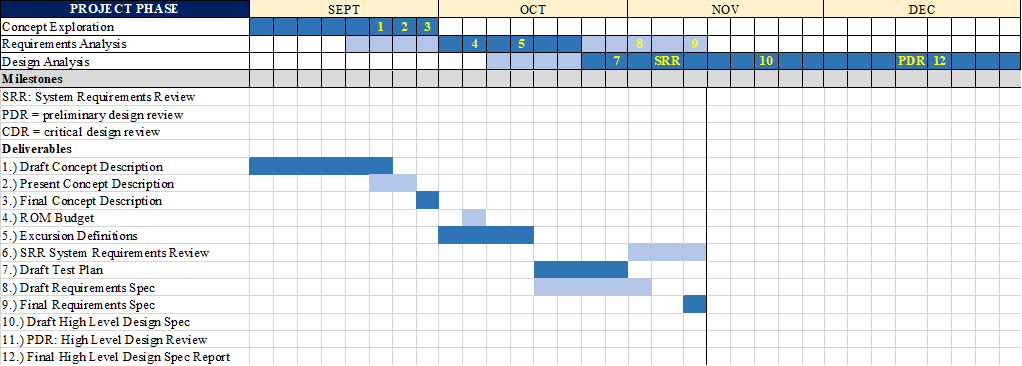 PROJECT PHASE SEPT OCT NOV DEC
Concept Exploration 1 2 3
Requirements Analysis 4 5 8 9
Design Analysis 7 SRR 10 PDR 12
Milestones
SRR: System Requirements Review
PDR = preliminary design review
CDR = critical design review
Deliverables
1.) Draft Concept Description
2.) Present Concept Description
3.) Final Concept Description
4.) ROM Budget
5.) Excursion Definitions
6.) SRR System Requirements Review
7.) Draft Test Plan
8.) Draft Requirements Spec
9.) Final Requirements Spec
10.) Draft High Level Design Spec
11.) PDR: High Level Design Review
12.) Final High Level Design Spec Report